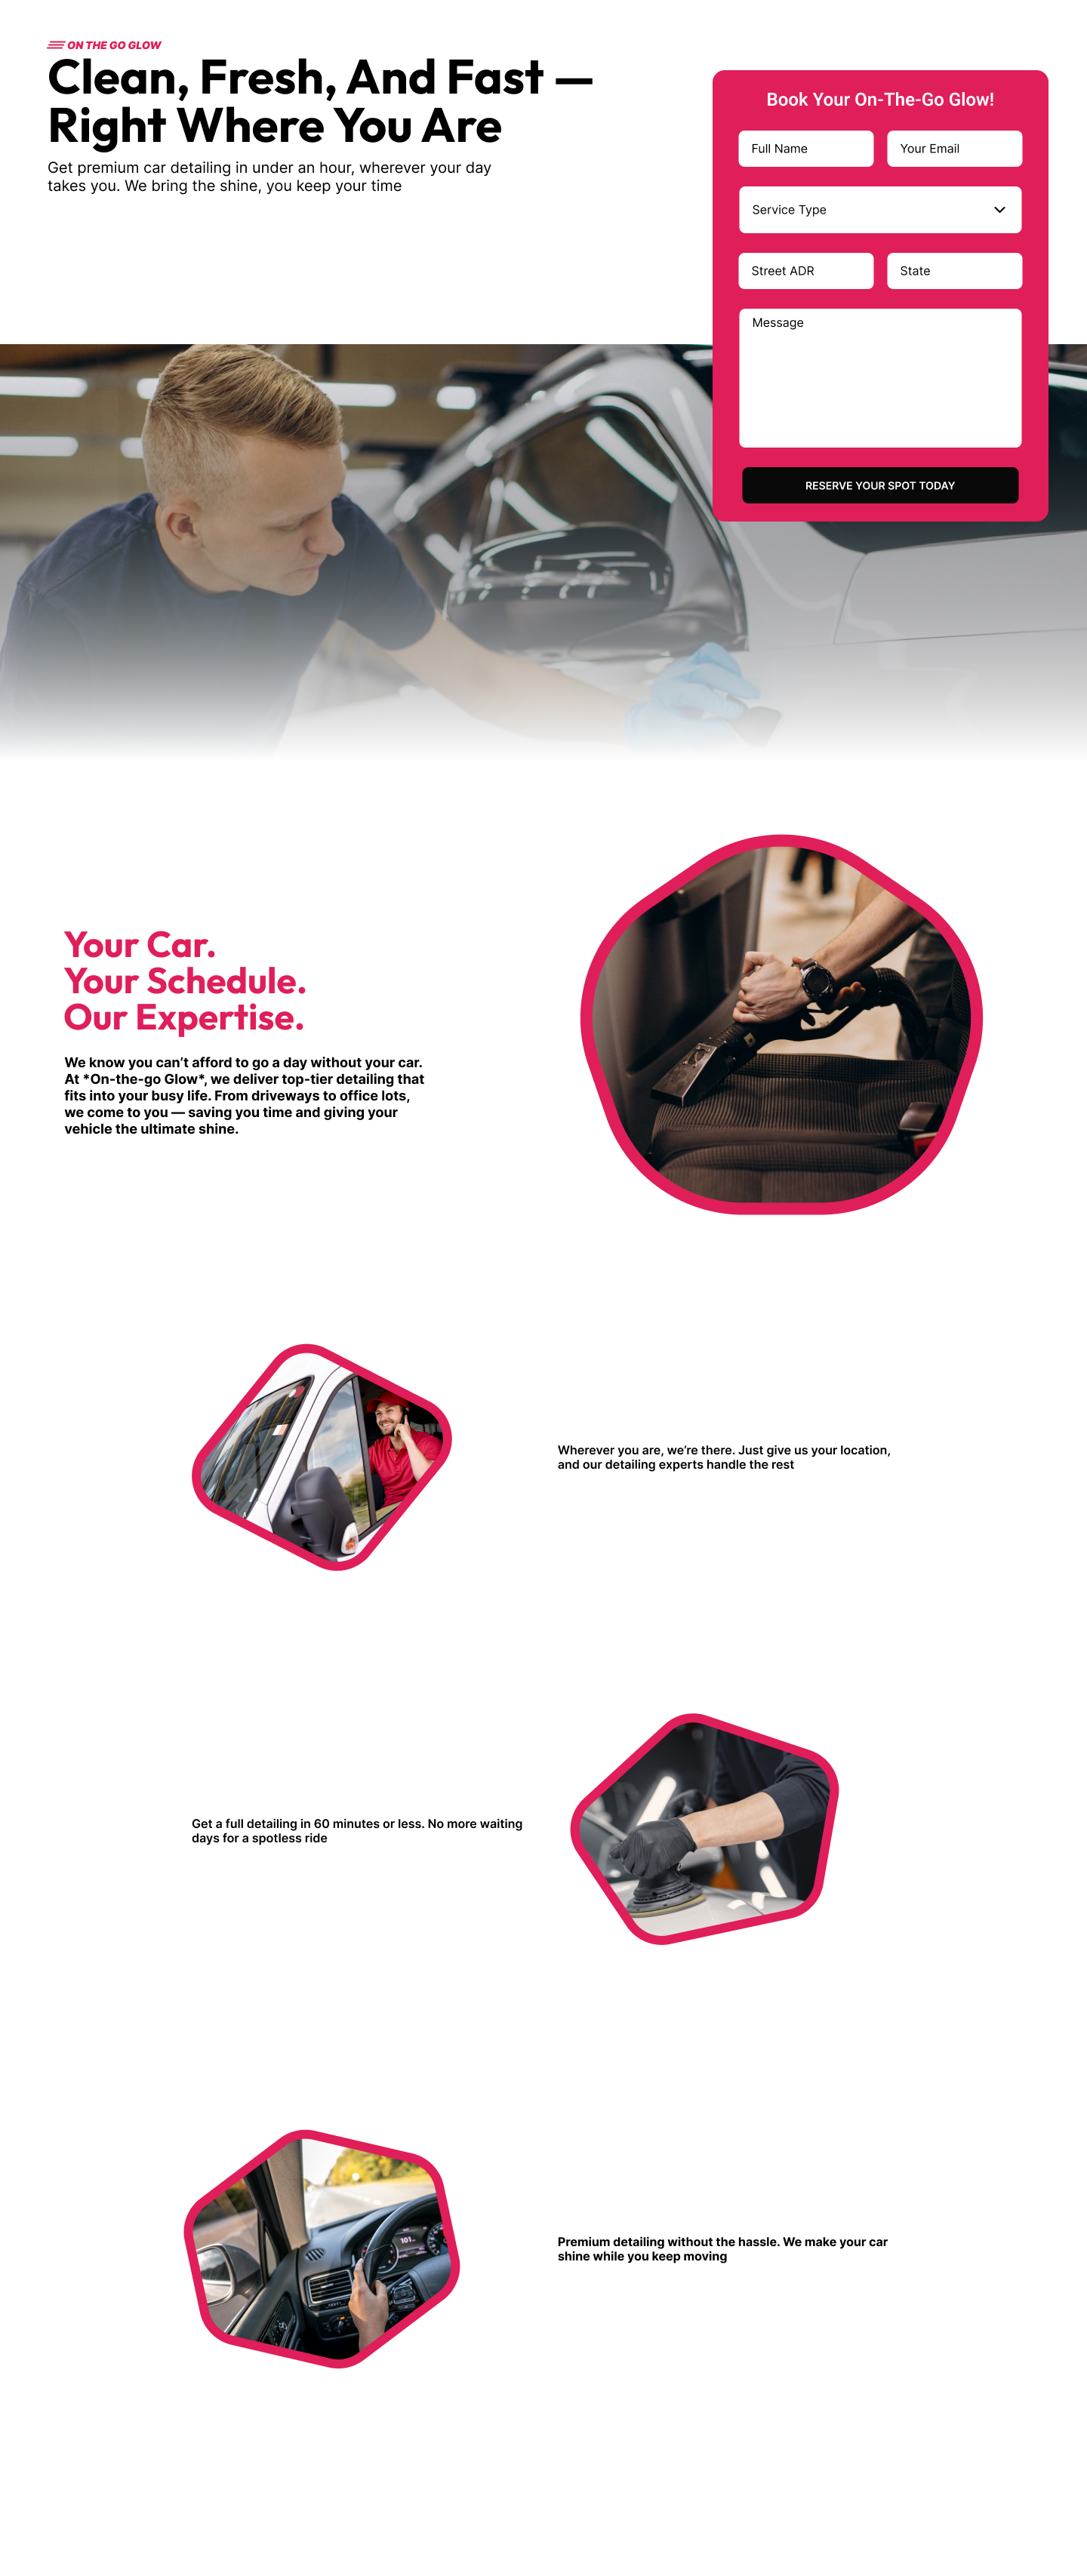 ON THE GO GLOW
Clean, Fresh, And Fast —
Right Where You Are
Get premium car detailing in under an hour, wherever your day
takes you. We bring the shine, you keep your time
Book Your On-The-Go Glow!
Full Name
Your Email
Service Type
Street ADR
State
Message
RESERVE YOUR SPOT TODAY
Your Car.
Your Schedule.
Our Expertise.
We know you can’t afford to go a day without your car.
At *On-the-go Glow*, we deliver top-tier detailing that
fits into your busy life. From driveways to office lots,
we come to you — saving you time and giving your
vehicle the ultimate shine.
Wherever you are, we’re there. Just give us your location,
and our detailing experts handle the rest
Get a full detailing in 60 minutes or less. No more waiting
days for a spotless ride
Premium detailing without the hassle. We make your car
shine while you keep moving